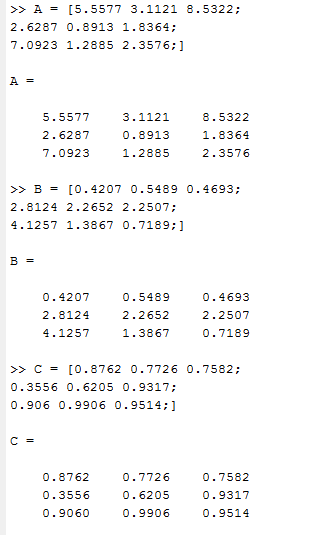 >> A = [5.5577 3.1121 8.5322;
2.6287 0.8913 1.8364;
7.0923 1.2885 2.3576;]
A =
5.5577 3.1121 8.5322
2.6287 0.8913 1.8364
7.0923 1.2885 2.3576
>> B = [0.4207 0.5489 0.4693;
2.8124 2.2652 2.2507;
4.1257 1.3867 0.7189;]
B =
0.4207 0.5489 0.4693
2.8124 2.2652 2.2507
4.1257 1.3867 0.7189
>> C = [0.8762 0.7726 0.7582;
0.3556 0.6205 0.9317;
0.906 0.9906 0.9514;]
C =
0.8762 0.7726 0.7582
0.3556 0.6205 0.9317
0.9060 0.9906 0.9514